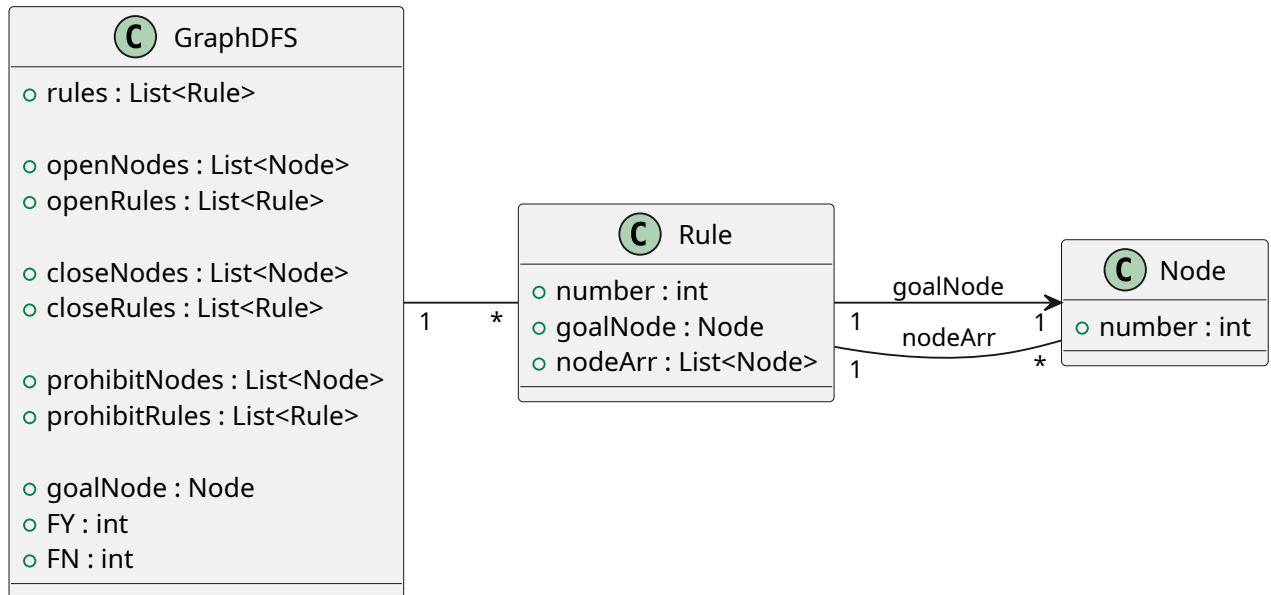 C GraphDFS
+ rules : List<Rule>
openNodes : List<Node>
openRules : List<Rule>
closeNodes : List<Node>
closeRules : List<Rule>
prohibitNodes : List<Node>
prohibitRules : List<Rule>
goalNode : Node
FY : int
FN : int
1
*
C Rule
number : int
goalNode : Node
nodeArr : List<Node>
goalNode
1
1
nodeArr
1
*
C Node
number : int